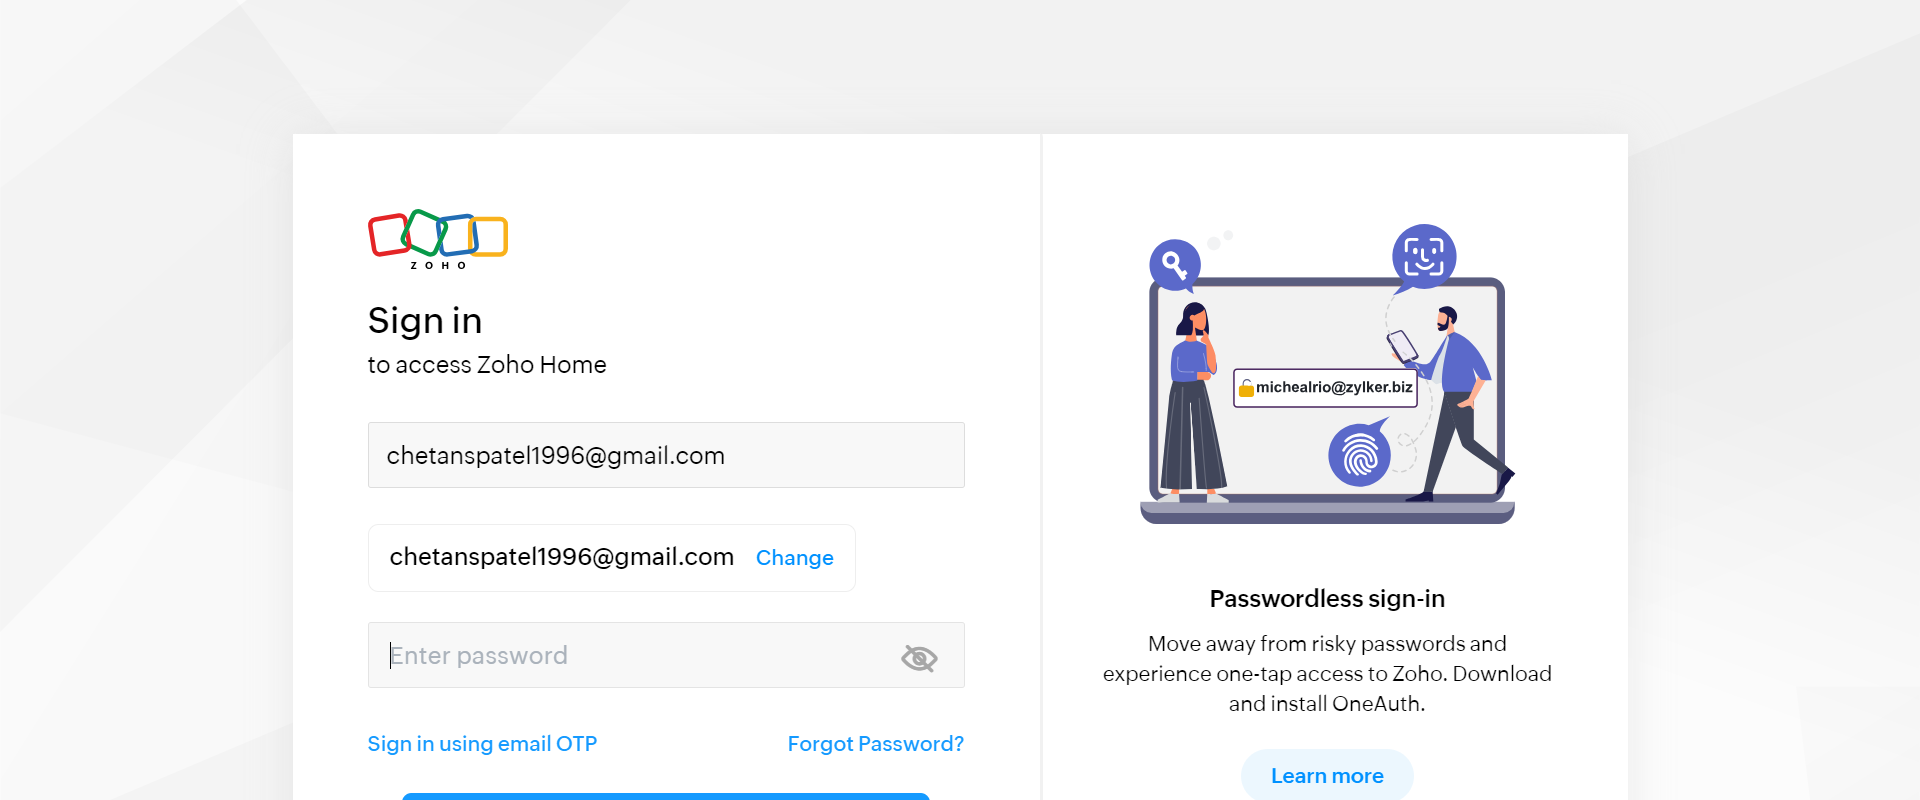 ZOHO
Sign in
to access Zoho Home
chetanspatel1996@gmail.com
chetanspatel1996@gmail.com Change
Enter password
Sign in using email OTP Forgot Password?
michealrio@zylker.biz
Passwordless sign-in
Move away from risky passwords and
experience one-tap access to Zoho. Download
and install OneAuth.
Learn more